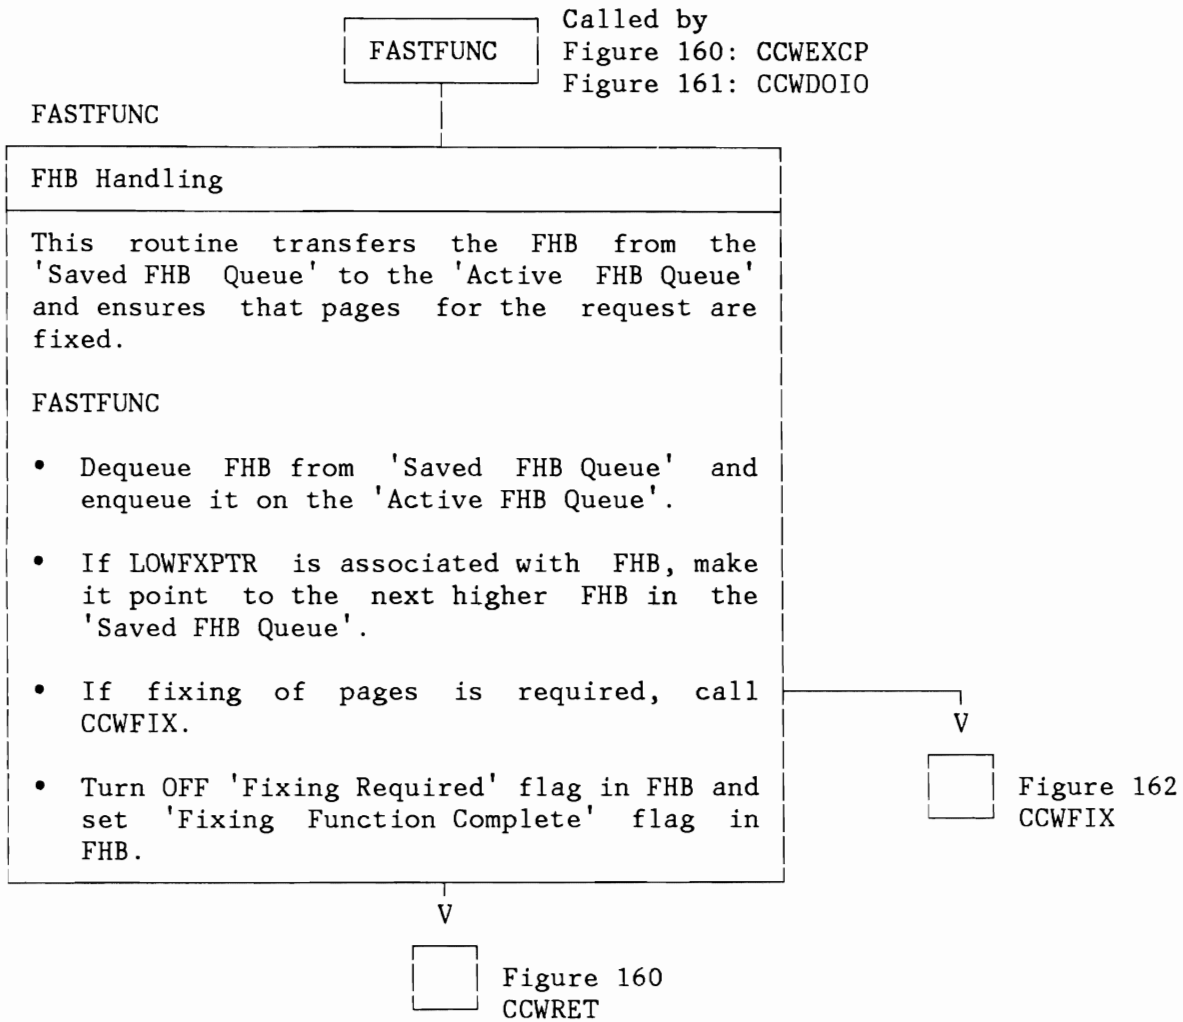 Called by
FASTFUNC Figure 160: CCWEXCP
Figure 161: CCWDOIO
FASTFUNC
FHB Handling
This routine transfers the FHB from the
'Saved FHB Queue' to the 'Active FHB Queue'
and ensures that pages for the request are
fixed.
FASTFUNC
• Dequeue FHB from 'Saved FHB Queue' and
enqueue it on the 'Active FHB Queue'.
• If LOWFXPTR is associated with FHB, make
it point to the next higher FHB in the
'Saved FHB Queue'.
• If fixing of pages is required, call
CCWFIX.
V
• Turn OFF 'Fixing Required' flag in FHB and
set 'Fixing Function Complete' flag in
FHB.
Figure 162
CCWFIX
V
Figure 160
CCWRET